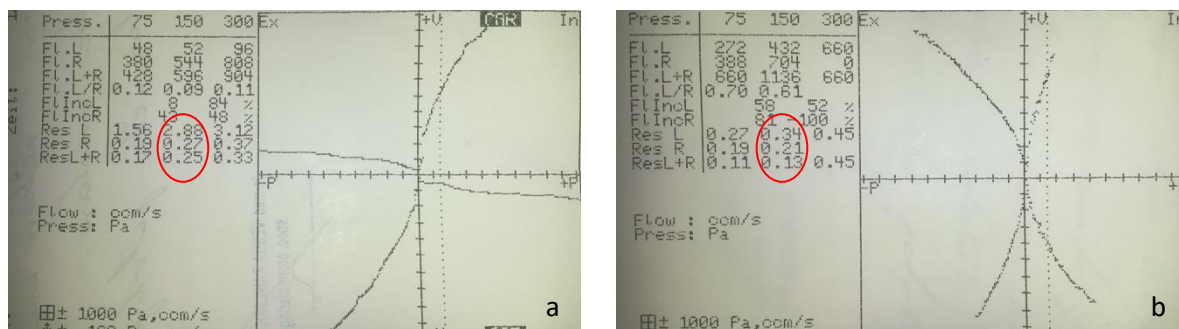 Press. 75 150 300 Ex +V CAR In
Fl.L 48 52 96
Fl.R 380 544 808
Fl.L+R 428 596 904
Fl.L/R 0.12 0.09 0.11
FlIncL 8 84 %
FlIncR 43 48 %
Res L 1.56 2.88 3.12
Res R 0.19 0.27 0.37
ResL+R 0.17 0.25 0.33
-P +P
Flow : ccm/s
Press: Pa
± 1000 Pa,ccm/s
a
Press. 75 150 300 Ex +V In
Fl.L 272 432 660
Fl.R 388 704 0
Fl.L+R 660 1136 660
Fl.L/R 0.70 0.61
FlIncL 58 52 %
FlIncR 81 -100 %
Res L 0.27 0.34 0.45
Res R 0.19 0.21
ResL+R 0.11 0.13 0.45
-P +
Flow : ccm/s
Press: Pa
± 1000 Pa,ccm/s
b